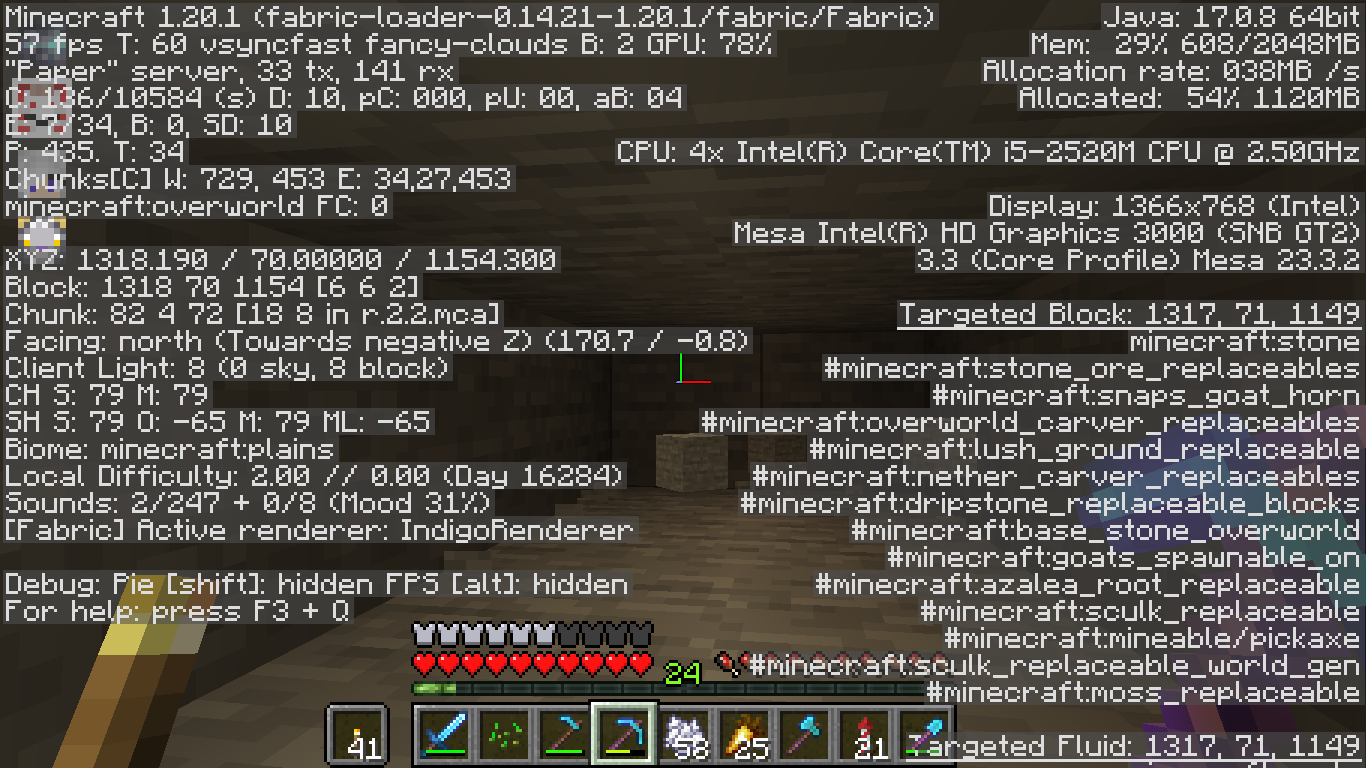 Minecraft 1.20.1 (fabric-loader-0.14.21-1.20.1/fabric/Fabric)
57 fps T: 60 vsyncfast fancy-clouds B: 2 GPU: 78%
"Paper" server, 33 tx, 141 rx
C: 186/10584 (s) D: 10, pC: 000, pU: 00, aB: 04
E: 7/34, B: 0, SD: 10
P: 435. T: 34
Chunks[C] W: 729, 453 E: 34,27,453
minecraft:overworld FC: 0
XYZ: 1318.190 / 70.00000 / 1154.300
Block: 1318 70 1154 [6 6 2]
Chunk: 82 4 72 [18 8 in r.2.2.mca]
Facing: north (Towards negative Z) (170.7 / -0.8)
Client Light: 8 (0 sky, 8 block)
CH S: 79 M: 79
SH S: 79 O: -65 M: 79 ML: -65
Biome: minecraft:plains
Local Difficulty: 2.00 // 0.00 (Day 16284)
Sounds: 2/247 + 0/8 (Mood 31%)
[Fabric] Active renderer: IndigoRenderer
Debug: Pie [shift]: hidden FPS [alt]: hidden
For help: press F3 + Q
Java: 17.0.8 64bit
Mem: 29% 608/2048MB
Allocation rate: 038MB /s
Allocated: 54% 1120MB
CPU: 4x Intel(R) Core(TM) i5-2520M CPU @ 2.50GHz
Display: 1366x768 (Intel)
Mesa Intel(R) HD Graphics 3000 (SNB GT2)
3.3 (Core Profile) Mesa 23.3.2
Targeted Block: 1317, 71, 1149
minecraft:stone
#minecraft:stone_ore_replaceables
#minecraft:snaps_goat_horn
#minecraft:overworld_carver_replaceables
#minecraft:lush_ground_replaceable
#minecraft:nether_carver_replaceables
#minecraft:dripstone_replaceable_blocks
#minecraft:base_stone_overworld
#minecraft:goats_spawnable_on
#minecraft:azalea_root_replaceable
#minecraft:sculk_replaceable
#minecraft:mineable/pickaxe
#minecraft:sculk_replaceable_world_gen
#minecraft:moss_replaceable
Targeted Fluid: 1317, 71, 1149
24
41
58 25 21